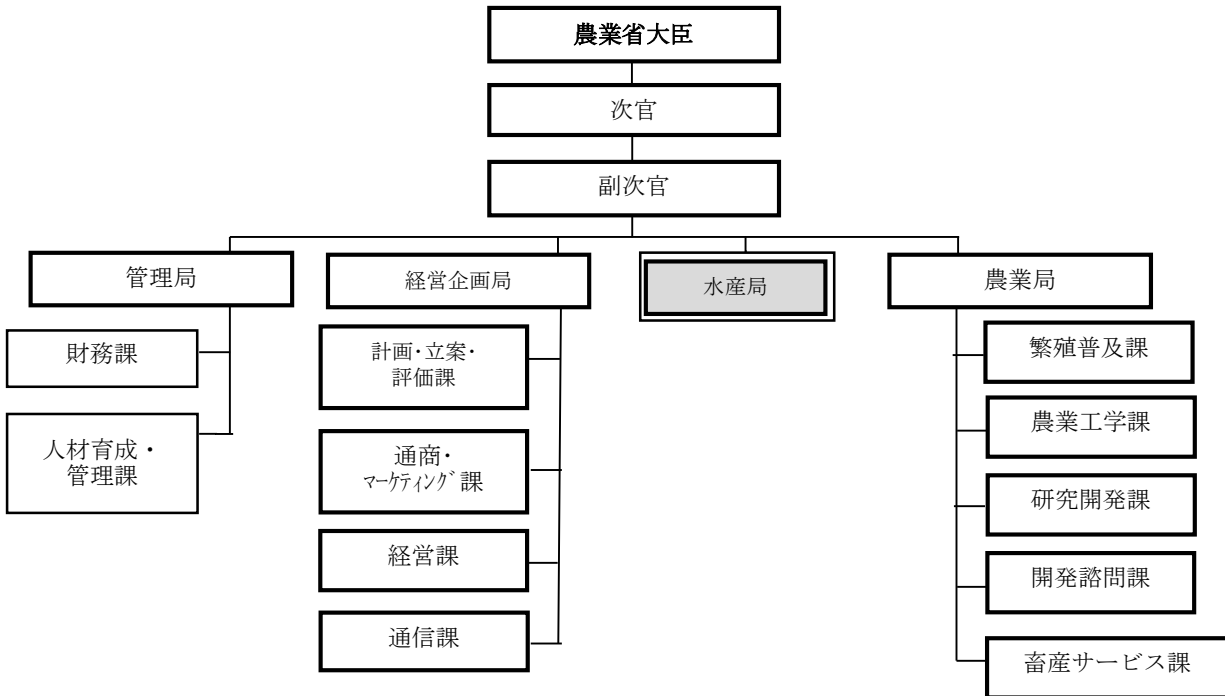 農業省大臣
次官
副次官
管理局
経営企画局
水産局
農業局
財務課
人材育成・
管理課
計画・立案・
評価課
通商・
ﾏｰｹﾃｨﾝｸﾞ課
経営課
通信課
繁殖普及課
農業工学課
研究開発課
開発諮問課
畜産サービス課